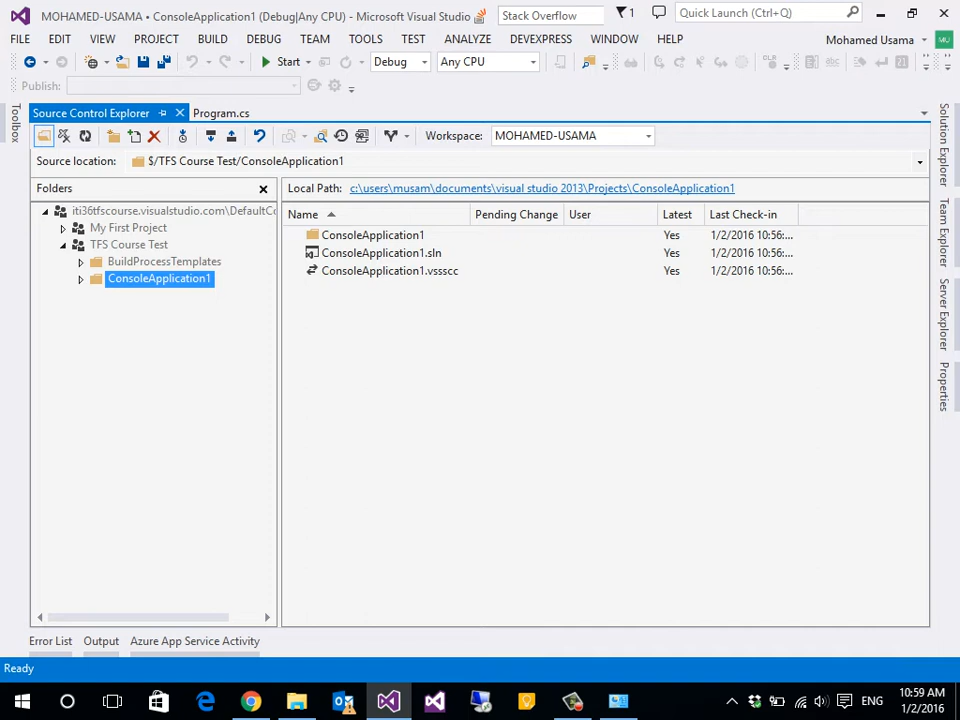 MOHAMED-USAMA • ConsoleApplication1 (Debug|Any CPU) - Microsoft Visual Studio
Stack Overflow
1
Quick Launch (Ctrl+Q)
FILE EDIT VIEW PROJECT BUILD DEBUG TEAM TOOLS TEST ANALYZE DEVEXPRESS WINDOW HELP Mohamed Usama MU
Start Debug Any CPU
Publish:
Toolbox
Source Control Explorer Program.cs
Workspace: MOHAMED-USAMA
Source location: $/TFS Course Test/ConsoleApplication1
Folders
iti36tfscourse.visualstudio.com\DefaultCo
My First Project
TFS Course Test
BuildProcessTemplates
ConsoleApplication1
Local Path: c:\users\musam\documents\visual studio 2013\Projects\ConsoleApplication1
Name Pending Change User Latest Last Check-in
ConsoleApplication1 Yes 1/2/2016 10:56:...
ConsoleApplication1.sln Yes 1/2/2016 10:56:...
ConsoleApplication1.vssscc Yes 1/2/2016 10:56:...
Solution Explorer
Team Explorer
Server Explorer
Properties
Error List Output Azure App Service Activity
Ready
ENG
10:59 AM
1/2/2016